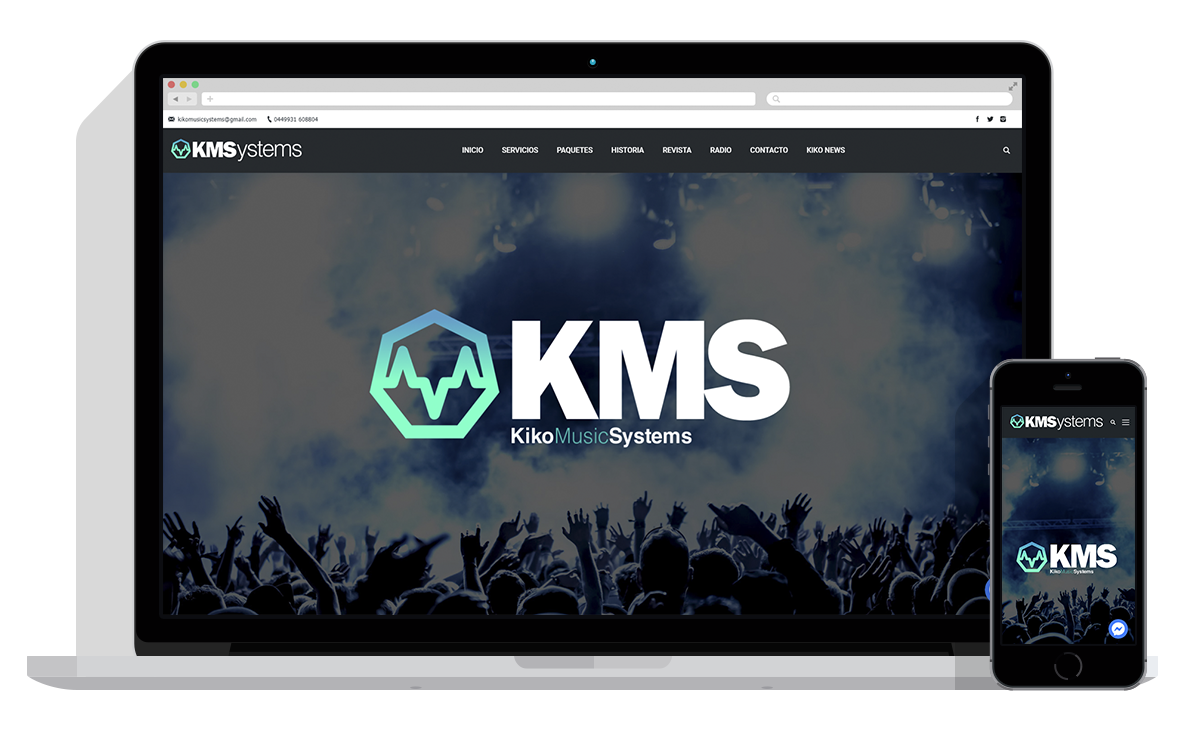 kikomusicsystems@gmail.com 0449931 608804
KMSystems INICIO SERVICIOS PAQUETES HISTORIA REVISTA RADIO CONTACTO KIKO NEWS
KMS
KikoMusicSystems
KMSystems
KMS
KikoMusicSystems